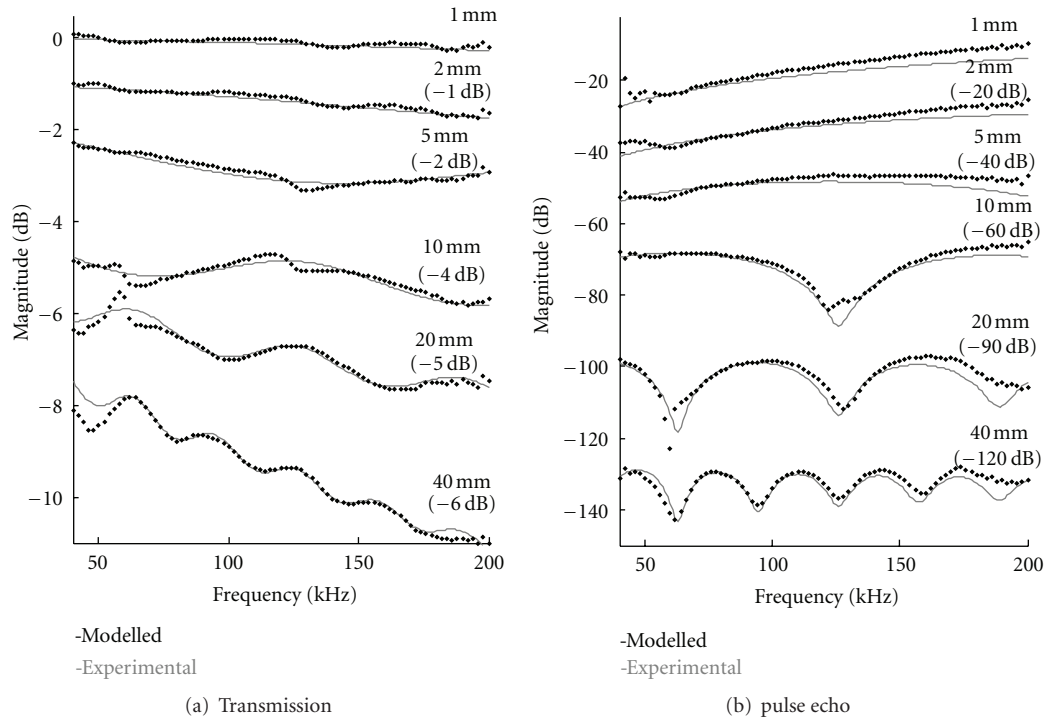 1 mm
0
2 mm
(−1 dB)
−2
5 mm
(−2 dB)
−4
10 mm
(−4 dB)
−6
20 mm
(−5 dB)
−8
40 mm
(−6 dB)
−10
Magnitude (dB)
50
100
150
200
Frequency (kHz)
-Modelled
-Experimental
(a) Transmission
1 mm
−20
2 mm
(−20 dB)
−40
5 mm
(−40 dB)
−60
10 mm
(−60 dB)
−80
20 mm
(−90 dB)
−100
−120
40 mm
(−120 dB)
−140
Magnitude (dB)
50
100
150
200
Frequency (kHz)
-Modelled
-Experimental
(b) pulse echo